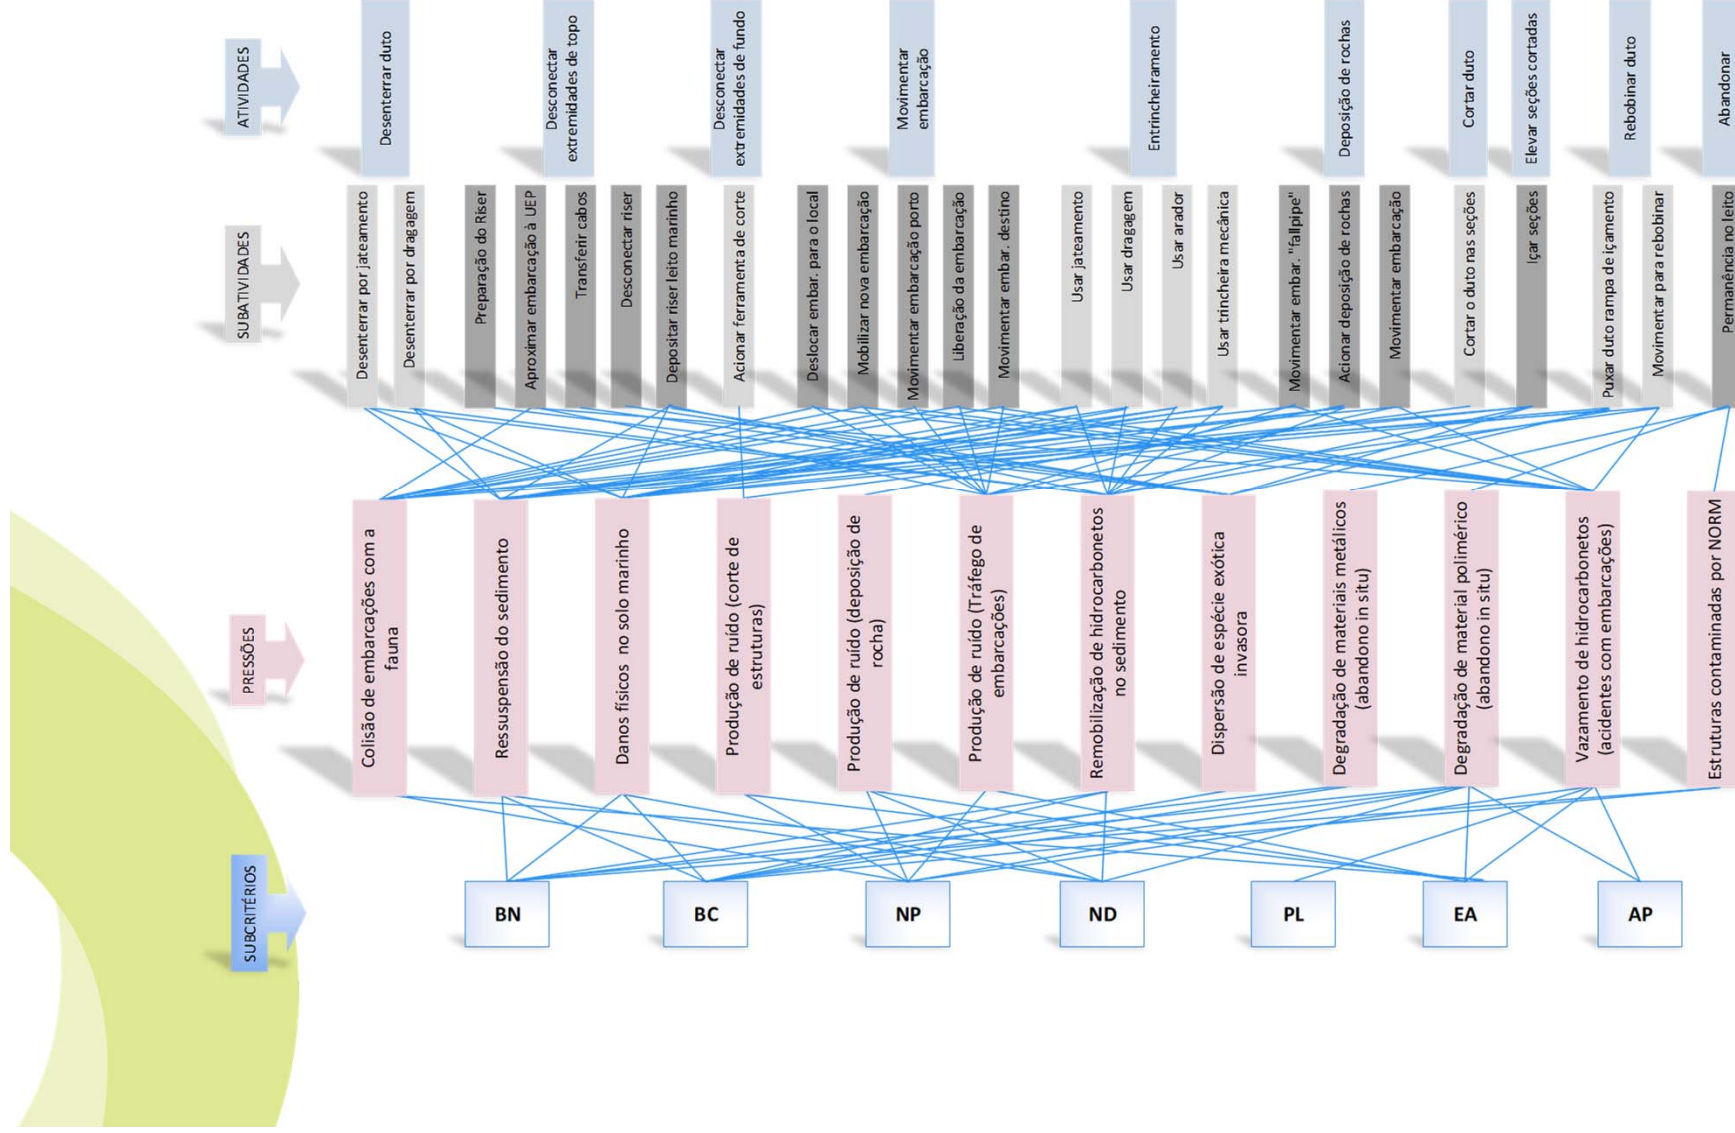 ATIVIDADES
Desenterrar duto
Desconectar
extremidades de topo
Desconectar
extremidades de fundo
Movimentar
embarcação
Entrincheiramento
Deposição de rochas
Cortar duto
Elevar seções cortadas
Rebobinar duto
Abandonar
SUBATIVIDADES
Desenterrar por jateamento
Desenterrar por dragagem
Preparação do Riser
Aproximar embarcação à UEP
Transferir cabos
Desconectar riser
Depositar riser leito marinho
Acionar ferramenta de corte
Deslocar embar. para o local
Mobilizar nova embarcação
Movimentar embarcação porto
Liberação da embarcação
Movimentar embar. destino
Usar jateamento
Usar dragagem
Usar arador
Usar trincheira mecânica
Movimentar embar. "fallpipe"
Acionar deposição de rochas
Movimentar embarcação
Cortar o duto nas seções
Içar seções
Puxar duto rampa de içamento
Movimentar para rebobinar
Permanência no leito
PRESSÕES
Colisão de embarcações com a
fauna
Ressuspensão do sedimento
Danos físicos no solo marinho
Produção de ruído (corte de
estruturas)
Produção de ruído (deposição de
rocha)
Produção de ruído (Tráfego de
embarcações)
Remobilização de hidrocarbonetos
no sedimento
Dispersão de espécie exótica
invasora
Degradação de materiais metálicos
(abandono in situ)
Degradação de material polimérico
(abandono in situ)
Vazamento de hidrocarbonetos
(acidentes com embarcações)
Estruturas contaminadas por NORM
SUBCRITÉRIOS
BN
BC
NP
ND
PL
EA
AP